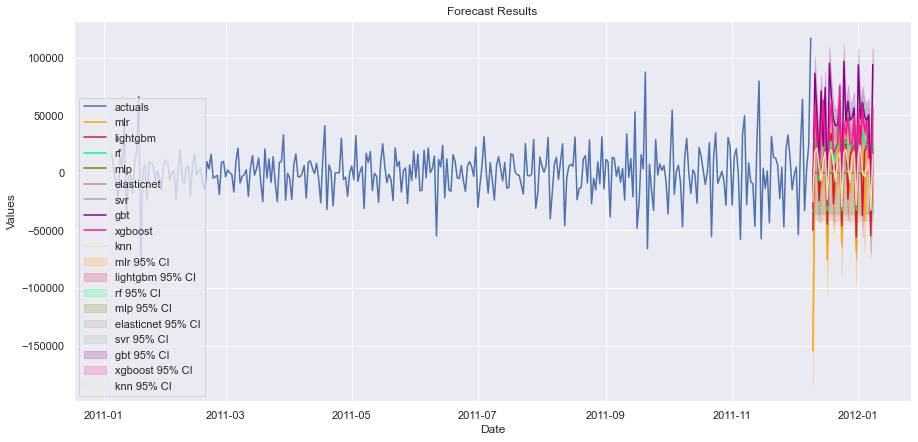 Forecast Results
Values
100000
50000
0
−50000
−100000
−150000
actuals
mlr
lightgbm
rf
mlp
elasticnet
svr
gbt
xgboost
knn
mlr 95% CI
lightgbm 95% CI
rf 95% CI
mlp 95% CI
elasticnet 95% CI
svr 95% CI
gbt 95% CI
xgboost 95% CI
knn 95% CI
2011-01 2011-03 2011-05 2011-07 2011-09 2011-11 2012-01
Date